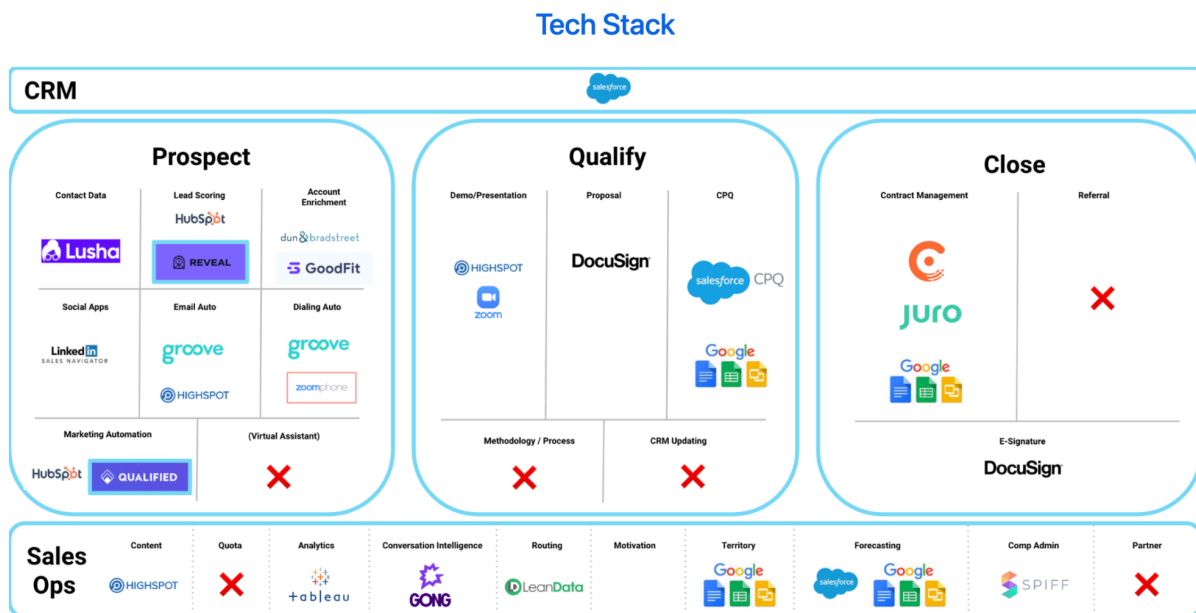 Tech Stack
CRM
salesforce
Prospect
Contact Data
Lead Scoring
Account
Enrichment
HubSpot
Lusha
REVEAL
dun & bradstreet
GoodFit
Social Apps
Email Auto
Dialing Auto
LinkedIn
SALES NAVIGATOR
groove
HIGHSPOT
groove
zoomphone
Marketing Automation
(Virtual Assistant)
HubSpot
QUALIFIED
Qualify
Demo/Presentation
Proposal
CPQ
HIGHSPOT
zoom
DocuSign
salesforce CPQ
Google
Methodology / Process
CRM Updating
Close
Contract Management
Referral
JURO
Google
E-Signature
DocuSign
Sales
Ops
Content
Quota
Analytics
Conversation Intelligence
Routing
Motivation
Territory
Forecasting
Comp Admin
Partner
HIGHSPOT
+ableau
GONG
LeanData
Google
salesforce
Google
SPIFF